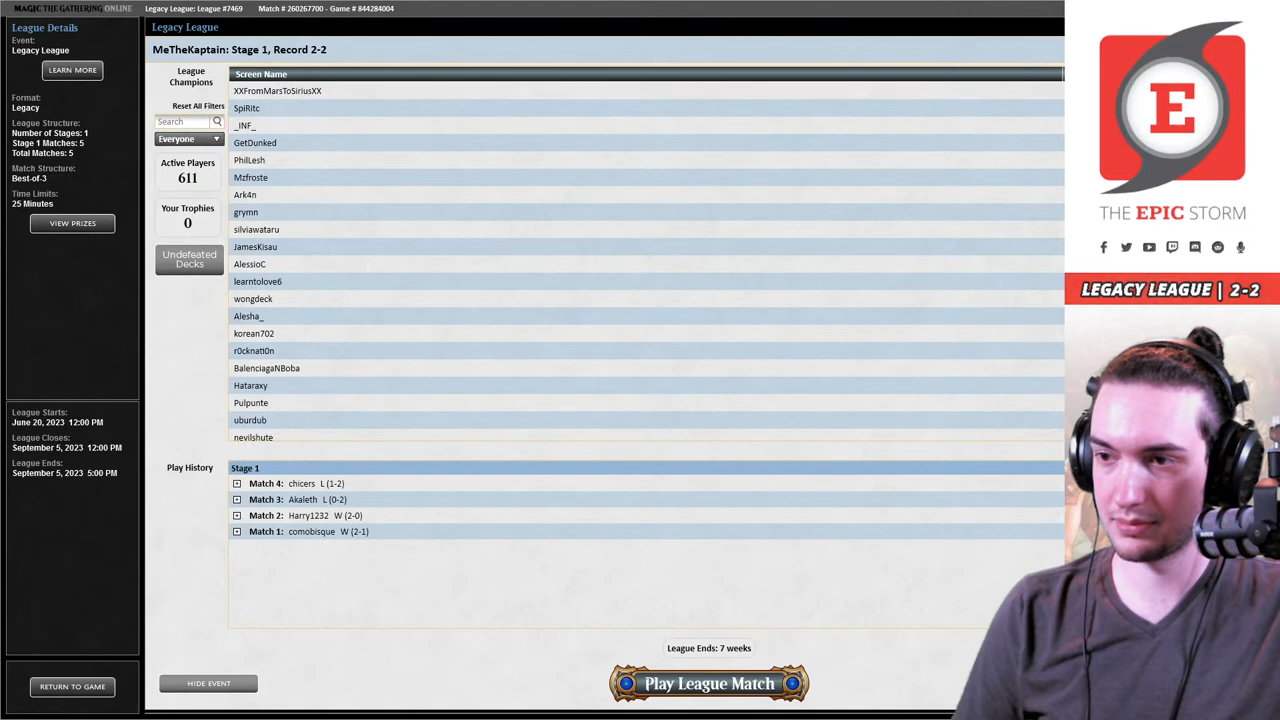 MAGIC THE GATHERING ONLINE
Legacy League: League #7469
Match # 260267700 - Game # 844284004
League Details
Event:
Legacy League
LEARN MORE
Format:
Legacy
League Structure:
Number of Stages: 1
Stage 1 Matches: 5
Total Matches: 5
Match Structure:
Best-of-3
Time Limits:
25 Minutes
VIEW PRIZES
League Starts:
June 20, 2023 12:00 PM
League Closes:
September 5, 2023 12:00 PM
League Ends:
September 5, 2023 5:00 PM
RETURN TO GAME
Legacy League
MeTheKaptain: Stage 1, Record 2-2
League
Champions
Reset All Filters
Search
Everyone
Active Players
611
Your Trophies
0
Undefeated
Decks
Screen Name
XXFromMarsToSiriusXX
SpiRitc
_INF_
GetDunked
PhilLesh
Mzfroste
Ark4n
grymn
silviawataru
JamesKisau
AlessioC
learntolove6
wongdeck
Alesha_
korean702
r0cknati0n
BalenciagaNBoba
Hataraxy
Pulpunte
uburdub
nevilshute
Play History
Stage 1
Match 4: chicers L (1-2)
Match 3: Akaleth L (0-2)
Match 2: Harry1232 W (2-0)
Match 1: comobisque W (2-1)
League Ends: 7 weeks
HIDE EVENT
Play League Match
E
THE EPIC STORM
LEGACY LEAGUE | 2-2